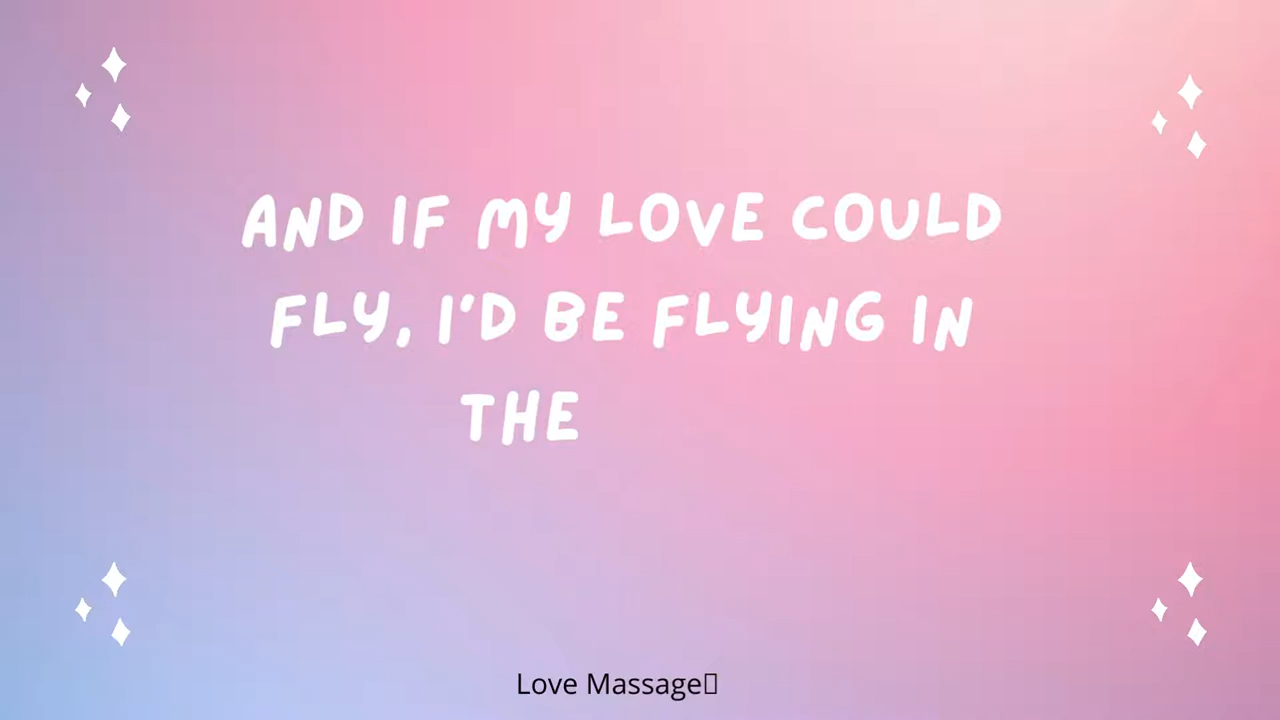 AND IF MY LOVE COULD
FLY, I'D BE FLYING IN
THE
Love Massage▯